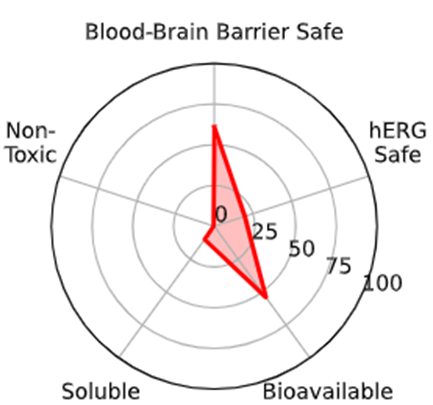 Blood-Brain Barrier Safe
Non-
Toxic
hERG
Safe
0
25
50
75
100
Soluble
Bioavailable